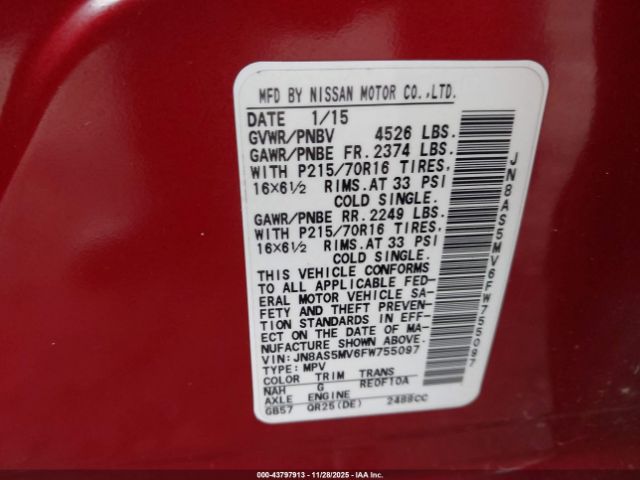 MFD BY NISSAN MOTOR CO.,LTD.
DATE 1/15
GVWR/PNBV 4526 LBS.
GAWR/PNBE FR. 2374 LBS.
WITH P215/70R16 TIRES.
16X6½ RIMS. AT 33 PSI
COLD SINGLE.
GAWR/PNBE RR. 2249 LBS.
WITH P215/70R16 TIRES.
16X6½ RIMS. AT 33 PSI
COLD SINGLE.
THIS VEHICLE CONFORMS
TO ALL APPLICABLE FED-
ERAL MOTOR VEHICLE SA-
FETY AND THEFT PREVEN-
TION STANDARDS IN EFF-
ECT ON THE DATE OF MA-
NUFACTURE SHOWN ABOVE.
VIN: JN8AS5MV6FW755097
TYPE: MPV
COLOR TRIM TRANS
NAH G RE0F10A
AXLE ENGINE
GB57 QR25(DE) 2488CC
JN8AS5MV6FW755097
000-43797913 | 11/28/2025 - IAA Inc.